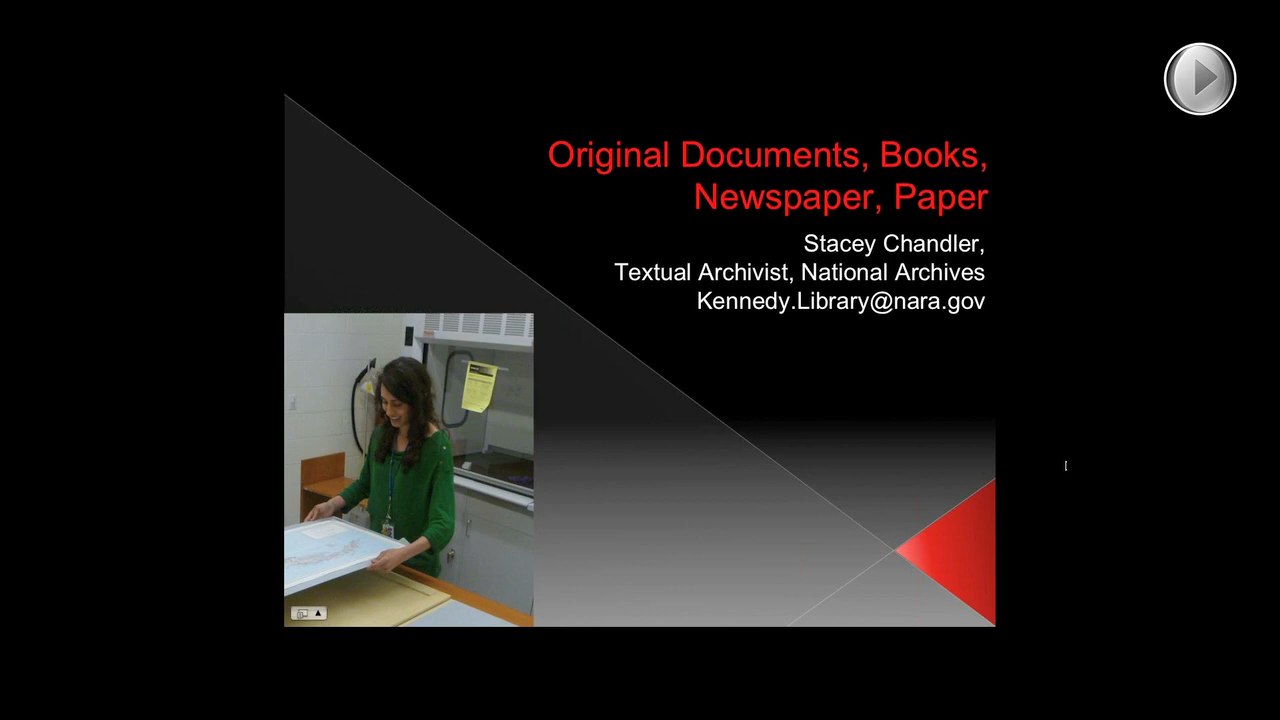 Original Documents, Books,
Newspaper, Paper
Stacey Chandler,
Textual Archivist, National Archives
Kennedy.Library@nara.gov